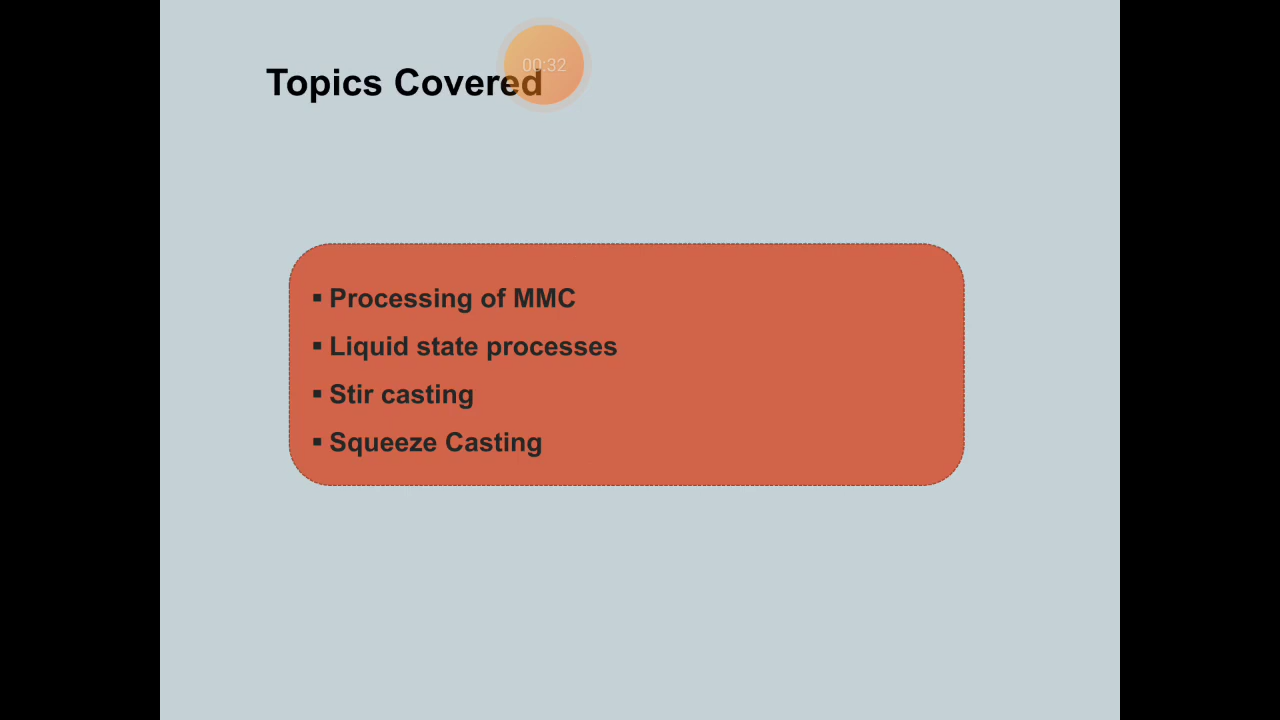 Topics Covered
00:32
▪ Processing of MMC
▪ Liquid state processes
▪ Stir casting
▪ Squeeze Casting